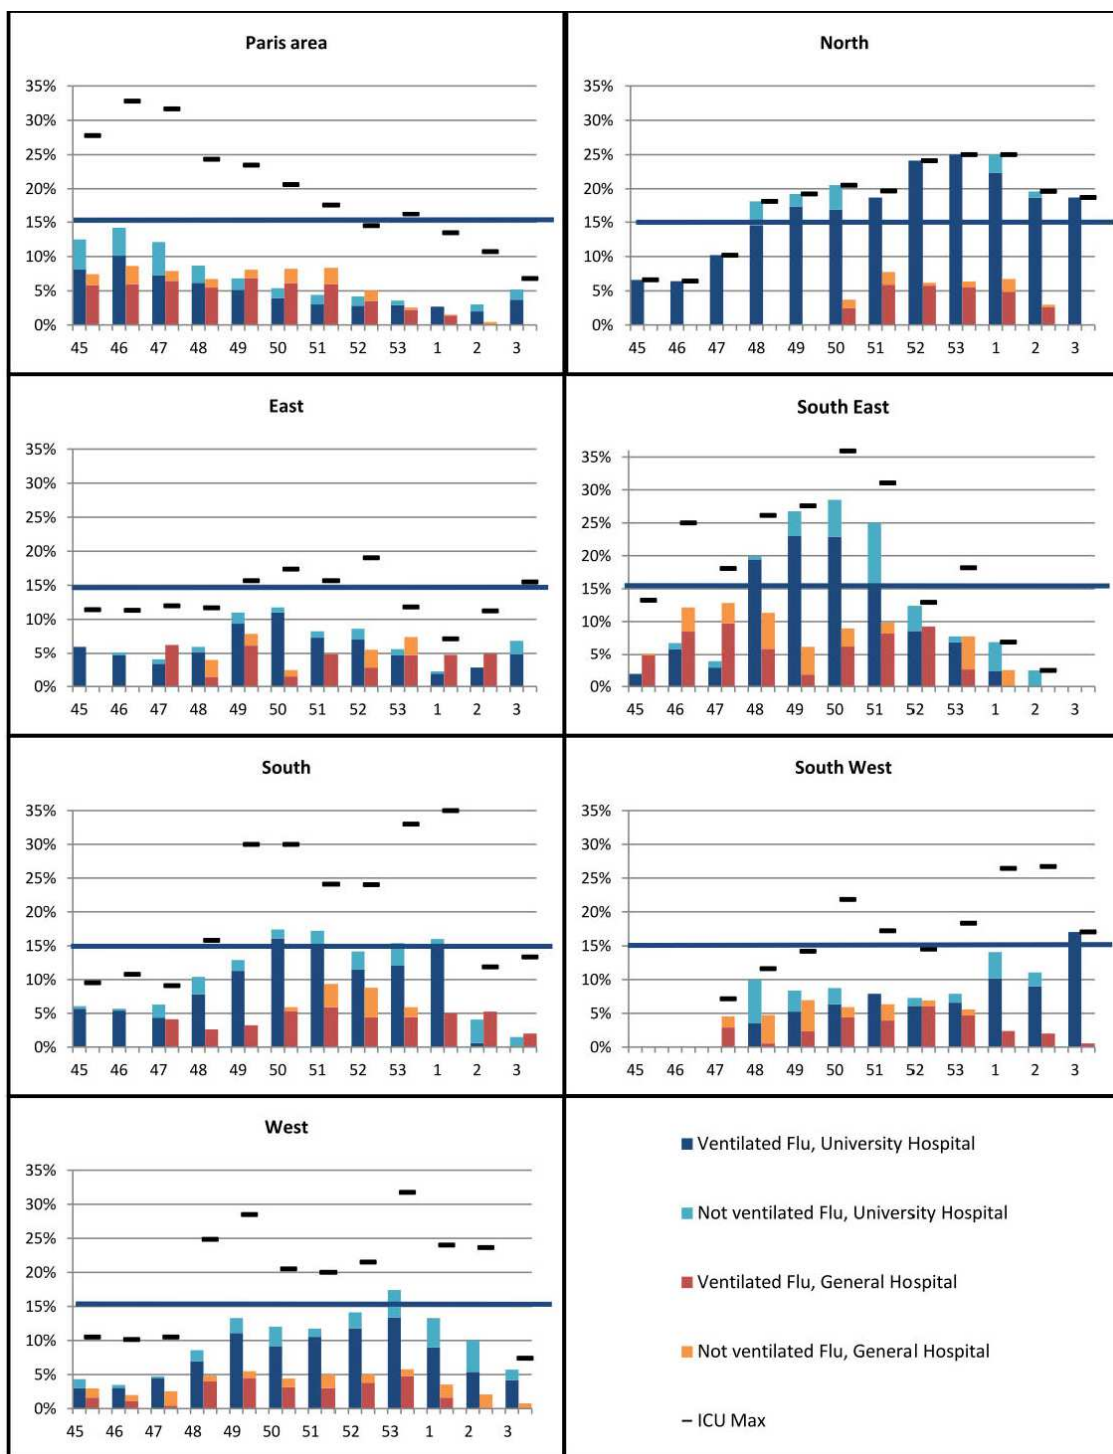 Paris area
35%
30%
25%
20%
15%
10%
5%
0%
45 46 47 48 49 50 51 52 53 1 2 3
North
35%
30%
25%
20%
15%
10%
5%
0%
45 46 47 48 49 50 51 52 53 1 2 3
East
35%
30%
25%
20%
15%
10%
5%
0%
45 46 47 48 49 50 51 52 53 1 2 3
South East
35%
30%
25%
20%
15%
10%
5%
0%
45 46 47 48 49 50 51 52 53 1 2 3
South
35%
30%
25%
20%
15%
10%
5%
0%
45 46 47 48 49 50 51 52 53 1 2 3
South West
35%
30%
25%
20%
15%
10%
5%
0%
45 46 47 48 49 50 51 52 53 1 2 3
West
35%
30%
25%
20%
15%
10%
5%
0%
45 46 47 48 49 50 51 52 53 1 2 3
Ventilated Flu, University Hospital
Not ventilated Flu, University Hospital
Ventilated Flu, General Hospital
Not ventilated Flu, General Hospital
ICU Max